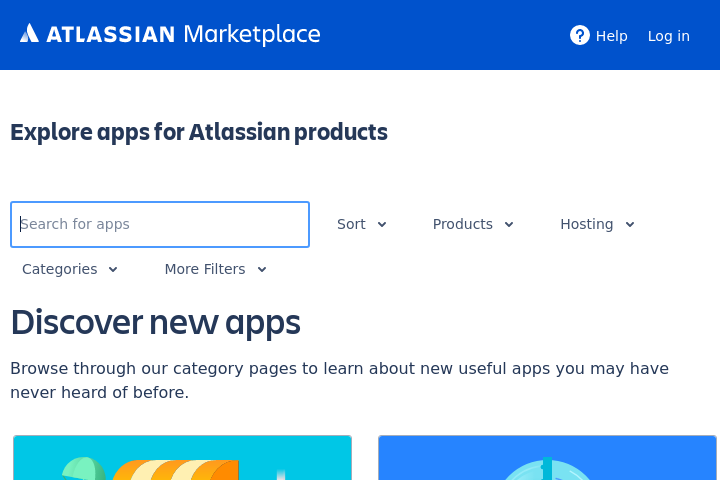 ATLASSIAN Marketplace
Help Log in
Explore apps for Atlassian products
Search for apps Sort Products Hosting
Categories More Filters
Discover new apps
Browse through our category pages to learn about new useful apps you may have
never heard of before.